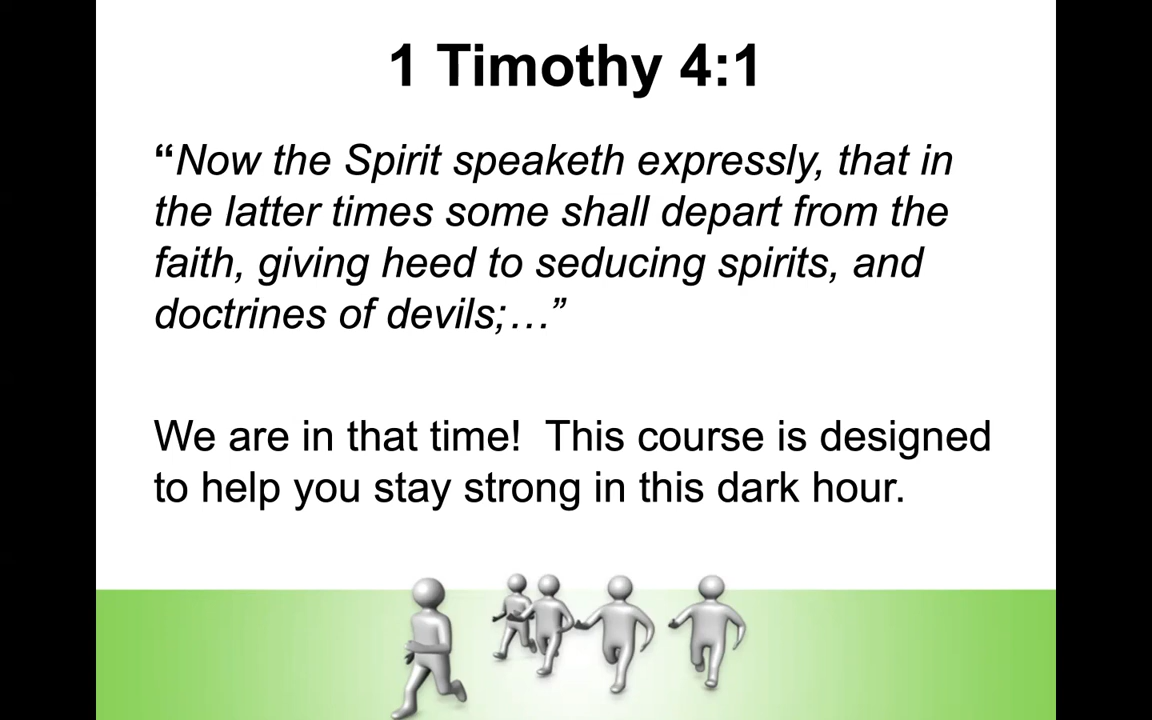 1 Timothy 4:1
“Now the Spirit speaketh expressly, that in
the latter times some shall depart from the
faith, giving heed to seducing spirits, and
doctrines of devils;…”
We are in that time!  This course is designed
to help you stay strong in this dark hour.